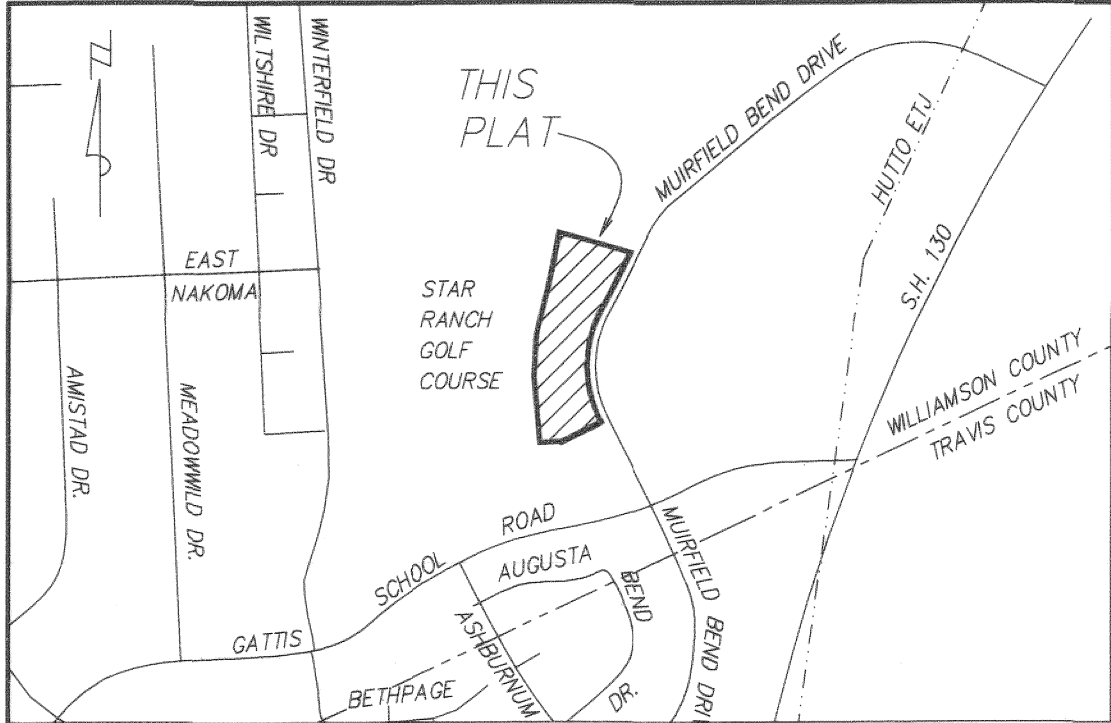 N
WILTSHIRE DR
WINTERFIELD DR
THIS
PLAT
MUIRFIELD BEND DRIVE
HUTTO ETJ
S.H. 130
EAST
NAKOMA
STAR
RANCH
GOLF
COURSE
AMISTAD DR.
MEADOWWILD DR.
WILLIAMSON COUNTY
TRAVIS COUNTY
GATTIS SCHOOL ROAD
AUGUSTA BEND DR.
MUIRFIELD BEND DRI
ASHBURNUM
BETHPAGE